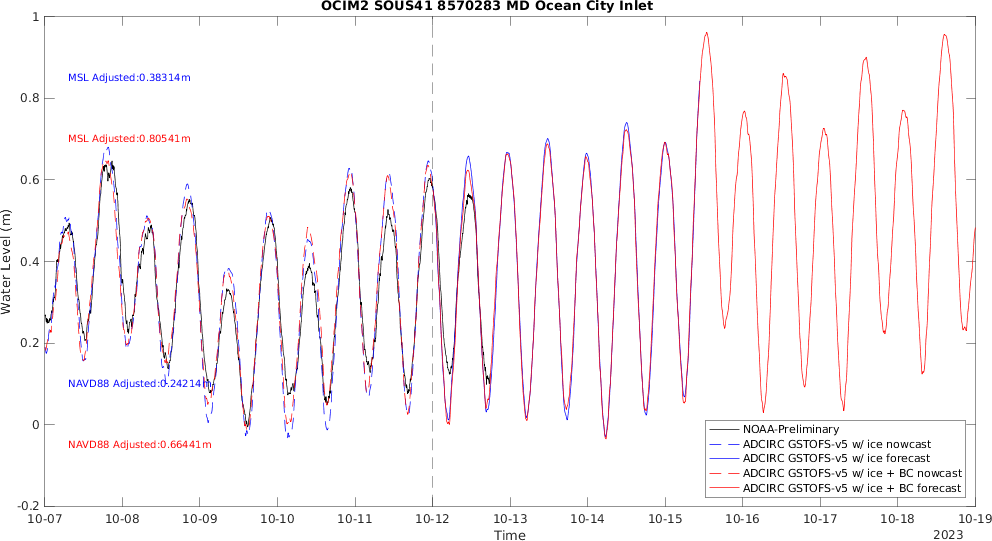 OCIM2 SOUS41 8570283 MD Ocean City Inlet
1
0.8
0.6
0.4
0.2
0
-0.2
Water Level (m)
MSL Adjusted:0.38314m
MSL Adjusted:0.80541m
NAVD88 Adjusted:0.24214m
NAVD88 Adjusted:0.66441m
NOAA-Preliminary
ADCIRC GSTOFS-v5 w/ ice nowcast
ADCIRC GSTOFS-v5 w/ ice forecast
ADCIRC GSTOFS-v5 w/ ice + BC nowcast
ADCIRC GSTOFS-v5 w/ ice + BC forecast
10-07 10-08 10-09 10-10 10-11 10-12 10-13 10-14 10-15 10-16 10-17 10-18 10-19
Time
2023